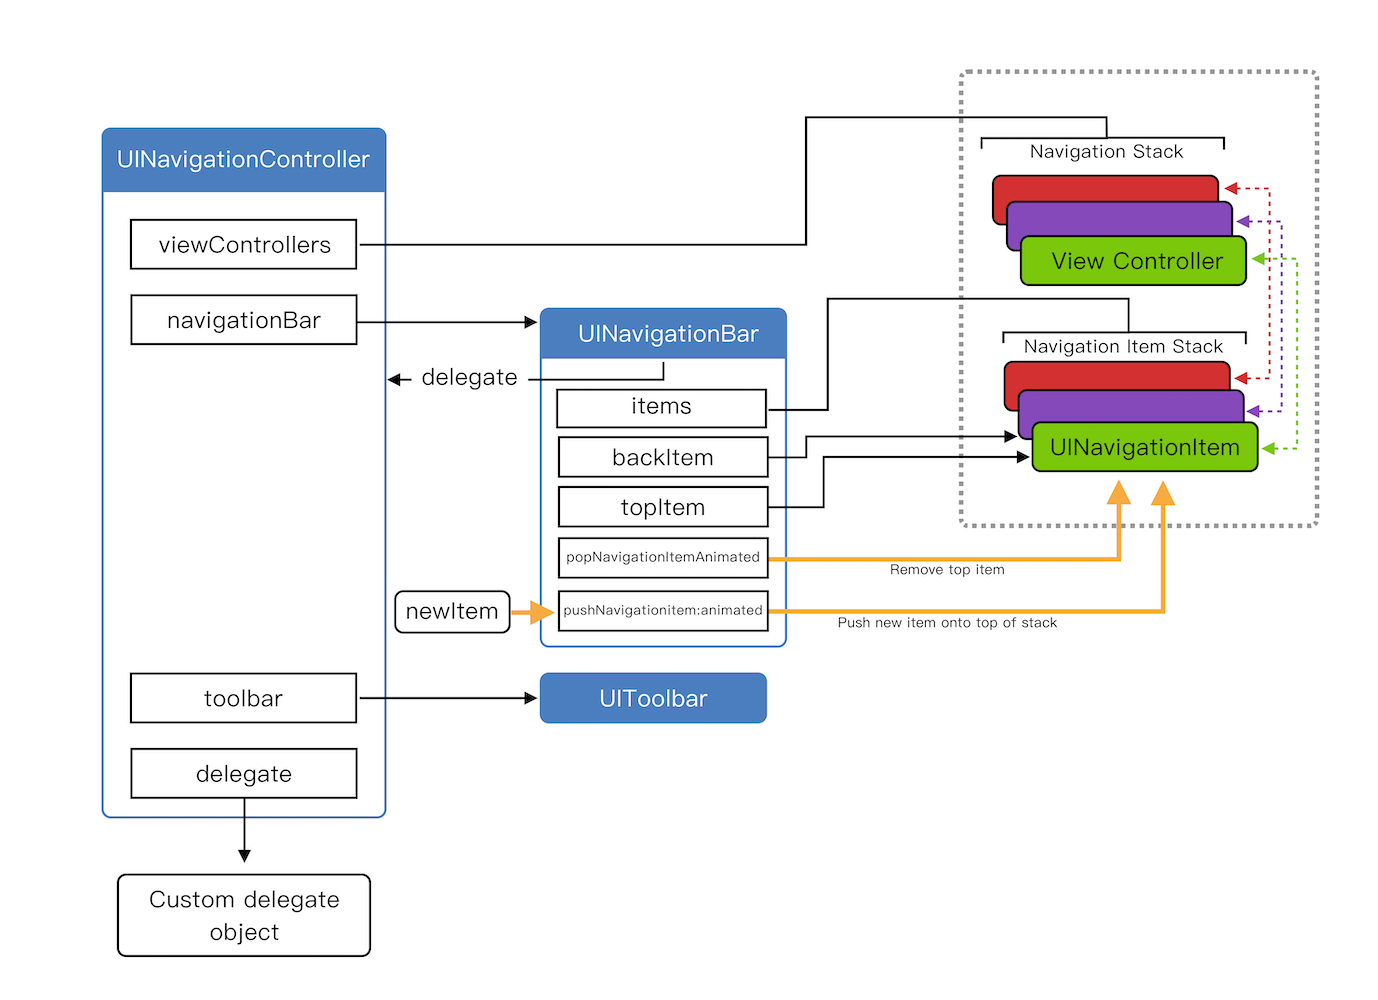 UINavigationController
viewControllers
navigationBar
toolbar
delegate
Custom delegate
object
UINavigationBar
delegate
items
backItem
topItem
popNavigationItemAnimated
pushNavigationitem:animated
newItem
UIToolbar
Navigation Stack
View Controller
Navigation Item Stack
UINavigationItem
Remove top item
Push new item onto top of stack